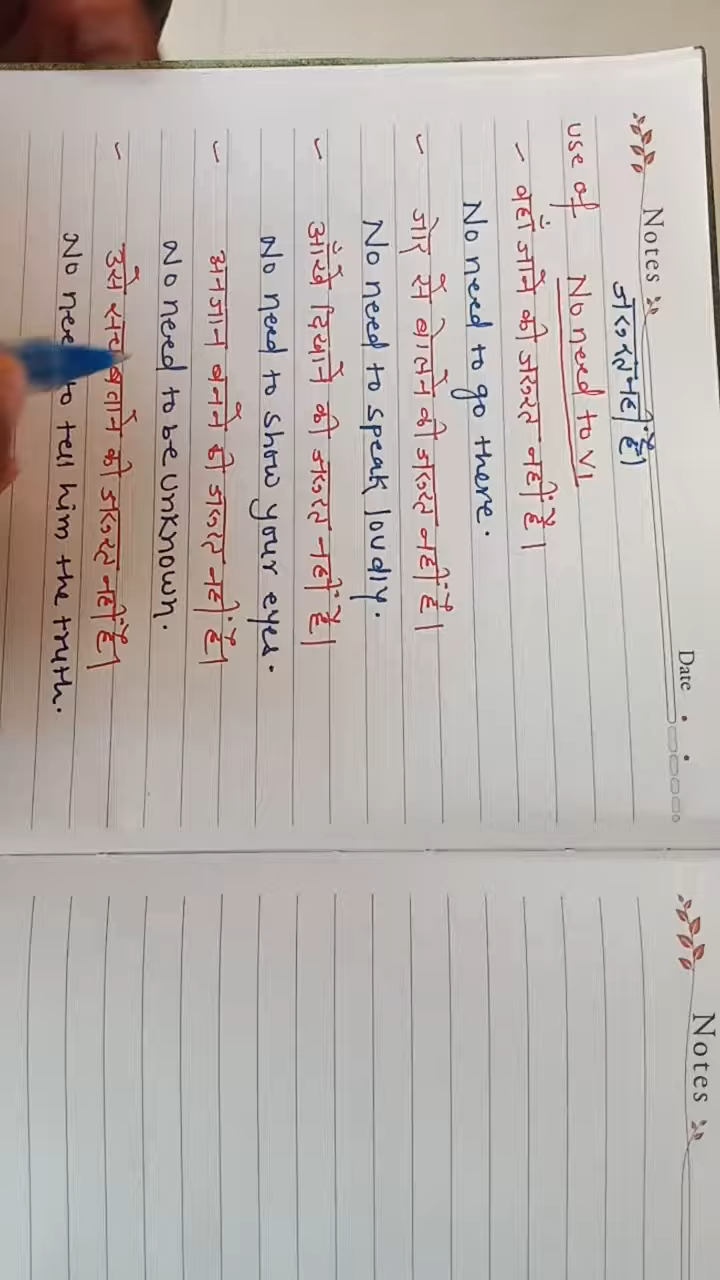 Notes
Date
जरूरत नहीं है।
use of No need to V1
वहाँ जाने की जरूरत नहीं है।
No need to go there.
जोर से बोलने की जरूरत नहीं है।
No need to speak loudly.
आँखें दिखाने की जरूरत नहीं है।
No need to show your eyes.
अनजान बनने की जरूरत नहीं है।
No need to be unknown.
उसे सच बताने की जरूरत नहीं है।
No need to tell him the truth.
Notes